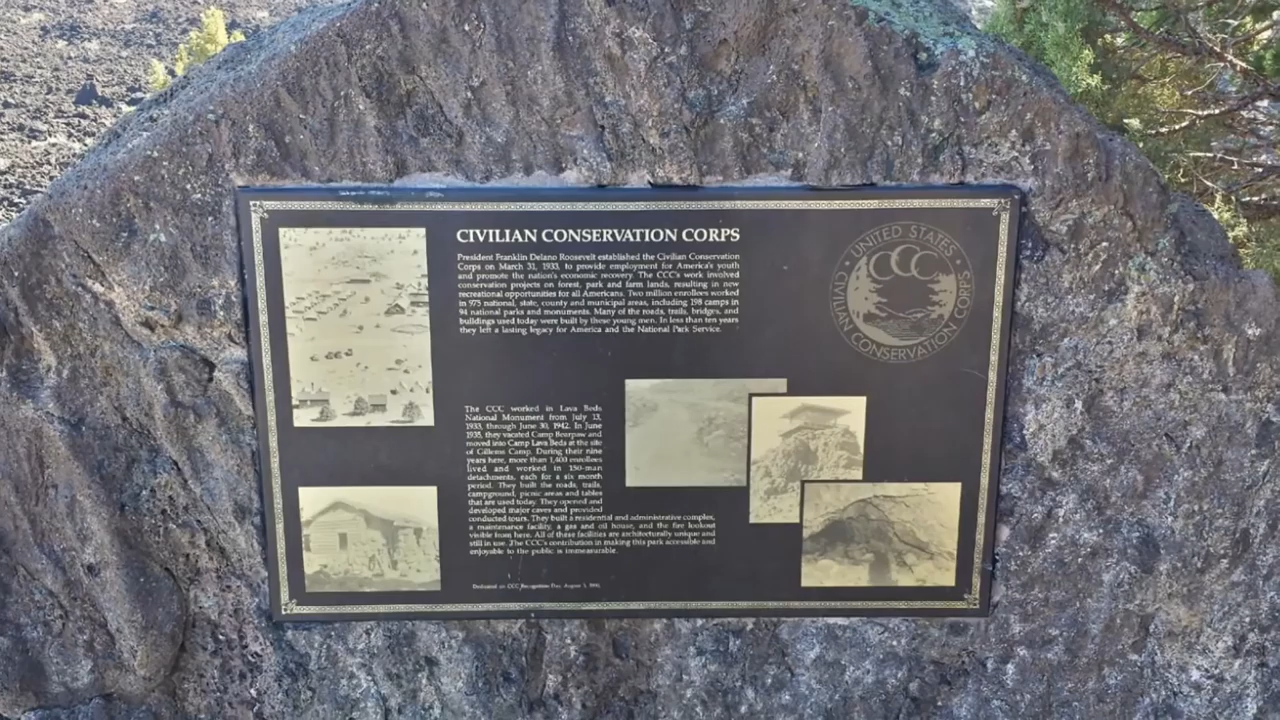 CIVILIAN CONSERVATION CORPS
President Franklin Delano Roosevelt established the Civilian Conservation
Corps on March 31, 1933, to provide employment for America's youth
and promote the nation's economic recovery. The CCC's work involved
conservation projects on forest, park and farm lands, resulting in new
recreational opportunities for all Americans. Two million enrollees worked
in 975 national, state, county and municipal areas, including 198 camps in
94 national parks and monuments. Many of the roads, trails, bridges, and
buildings used today were built by these young men. In less than ten years
they left a lasting legacy for America and the National Park Service.
UNITED STATES
CCC
CIVILIAN CONSERVATION CORPS
The CCC worked in Lava Beds
National Monument from July 13,
1933, through June 30, 1942. In June
1935, they vacated Camp Bearpaw and
moved into Camp Lava Beds at the site
of Gillems Camp. During their nine
years here, more than 1,400 enrollees
lived and worked in 150-man
detachments, each for a six month
period. They built the roads, trails,
campground, picnic areas and tables
that are used today. They opened and
developed major caves and provided
conducted tours. They built a residential and administrative complex,
a maintenance facility, a gas and oil house, and the fire lookout
visible from here. All of these facilities are architecturally unique and
still in use. The CCC's contribution in making this park accessible and
enjoyable to the public is immeasurable.
Dedicated on CCC Recognition Day, August